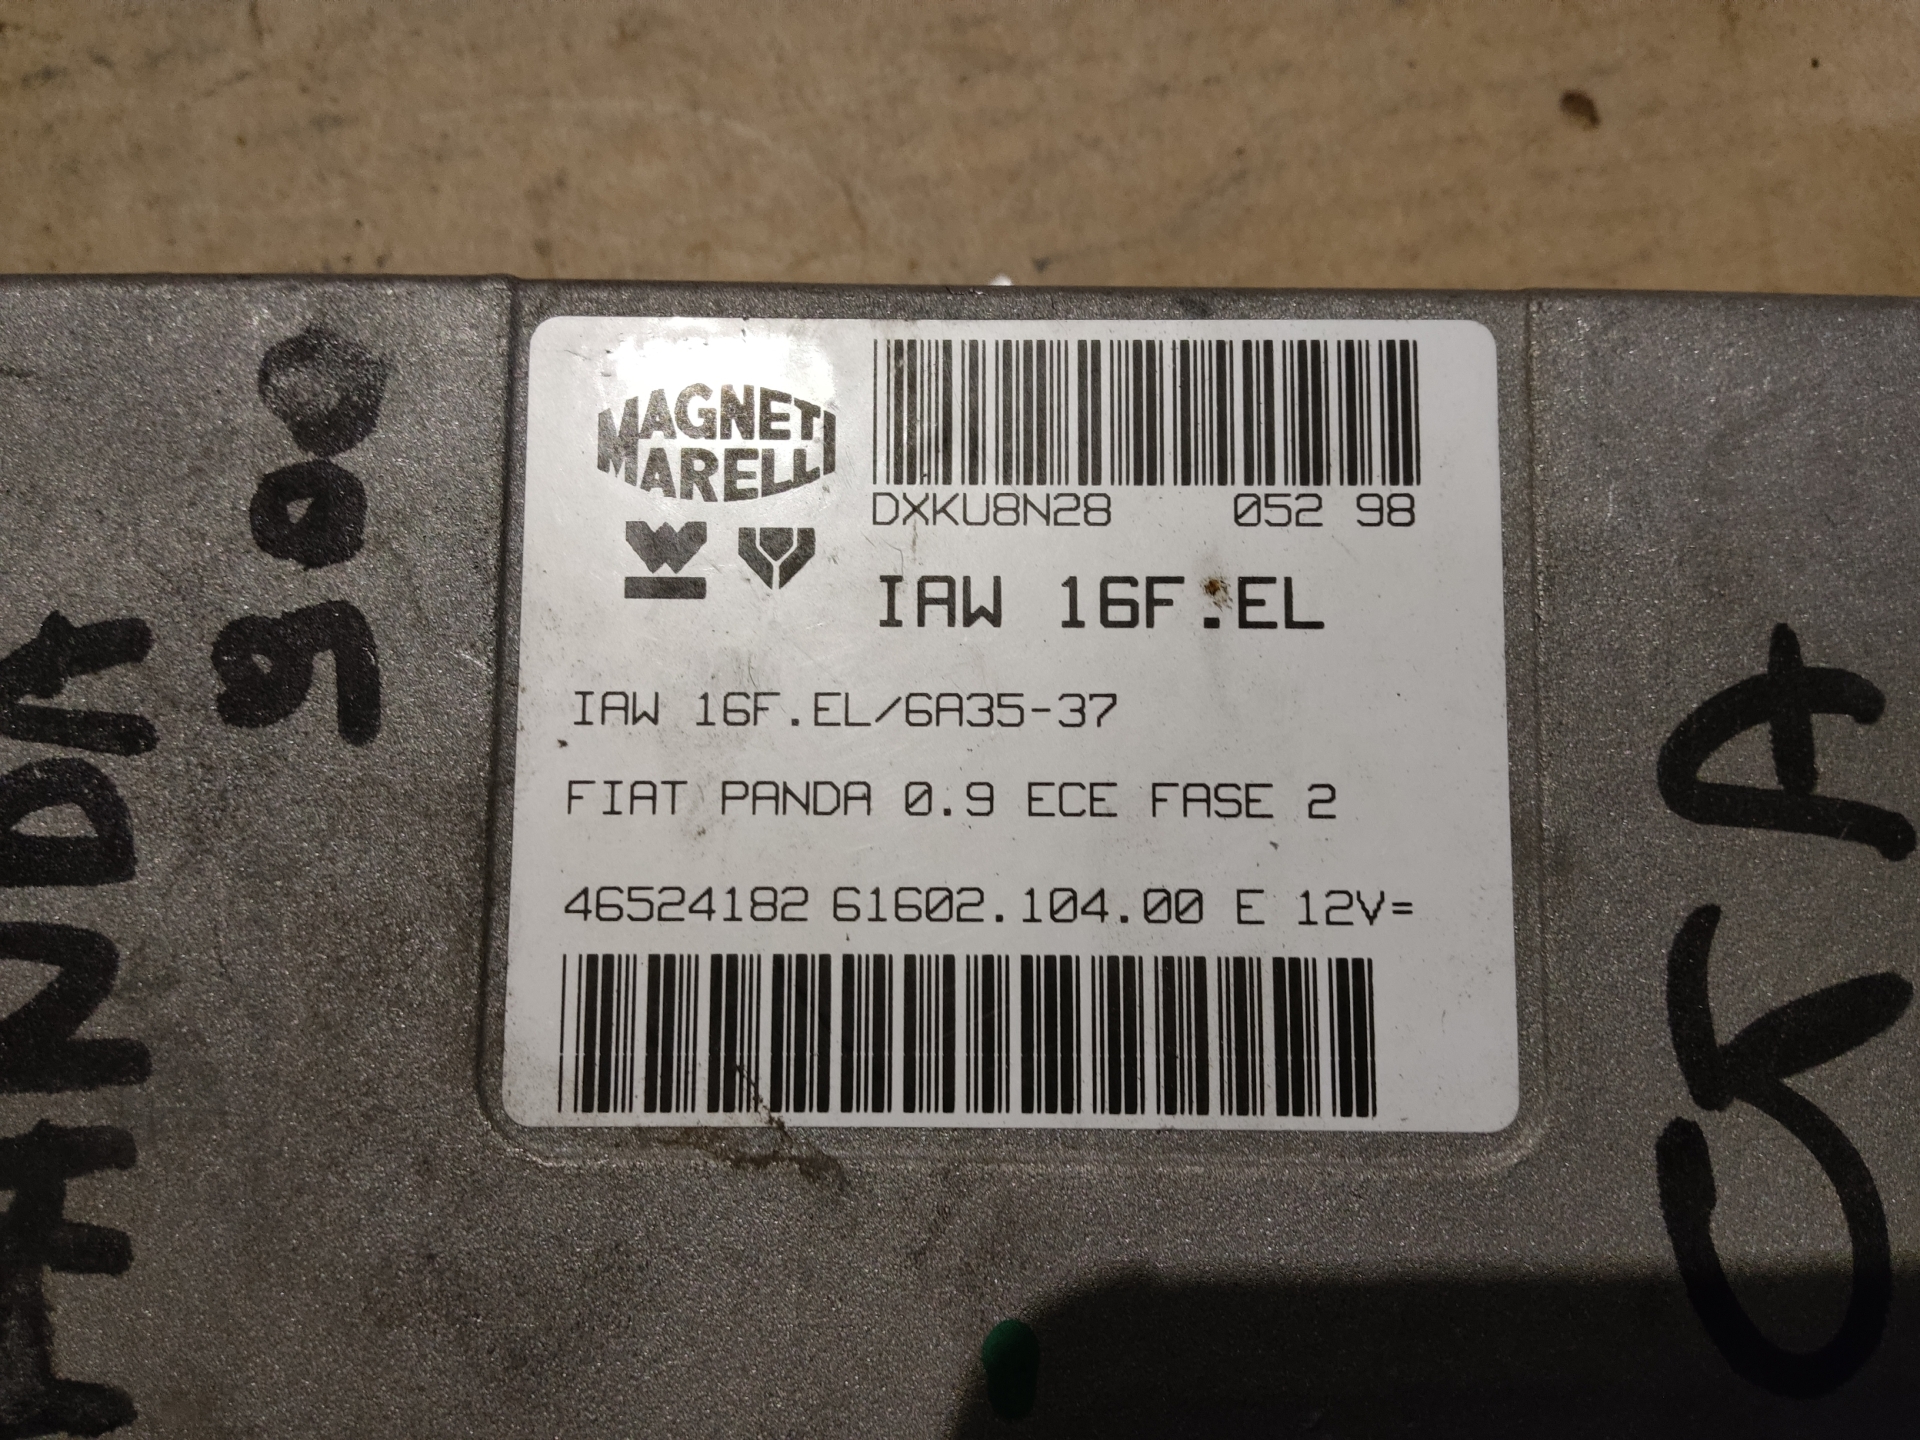 MAGNETI
MARELLI
DXKU8N28 052 98
IAW 16F.EL
IAW 16F.EL/6A35-37
FIAT PANDA 0.9 ECE FASE 2
46524182 61602.104.00 E 12V=
PANDA
900